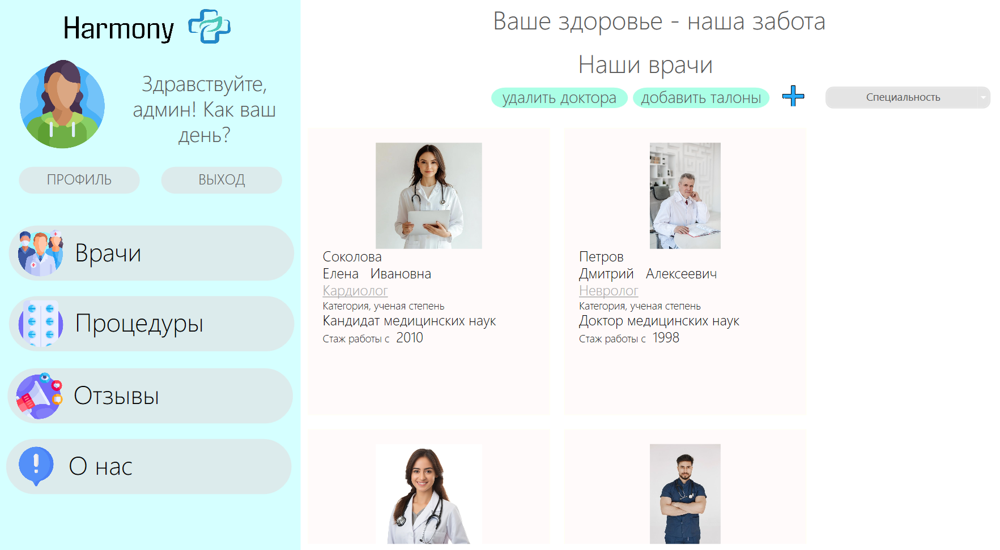 Harmony
Здравствуйте,
админ! Как ваш
день?
ПРОФИЛЬ
ВЫХОД
Врачи
Процедуры
Отзывы
О нас
Ваше здоровье - наша забота
Наши врачи
удалить доктора
добавить талоны
Специальность
Соколова
Елена Ивановна
Кардиолог
Категория, ученая степень
Кандидат медицинских наук
Стаж работы с 2010
Петров
Дмитрий Алексеевич
Невролог
Категория, ученая степень
Доктор медицинских наук
Стаж работы с 1998